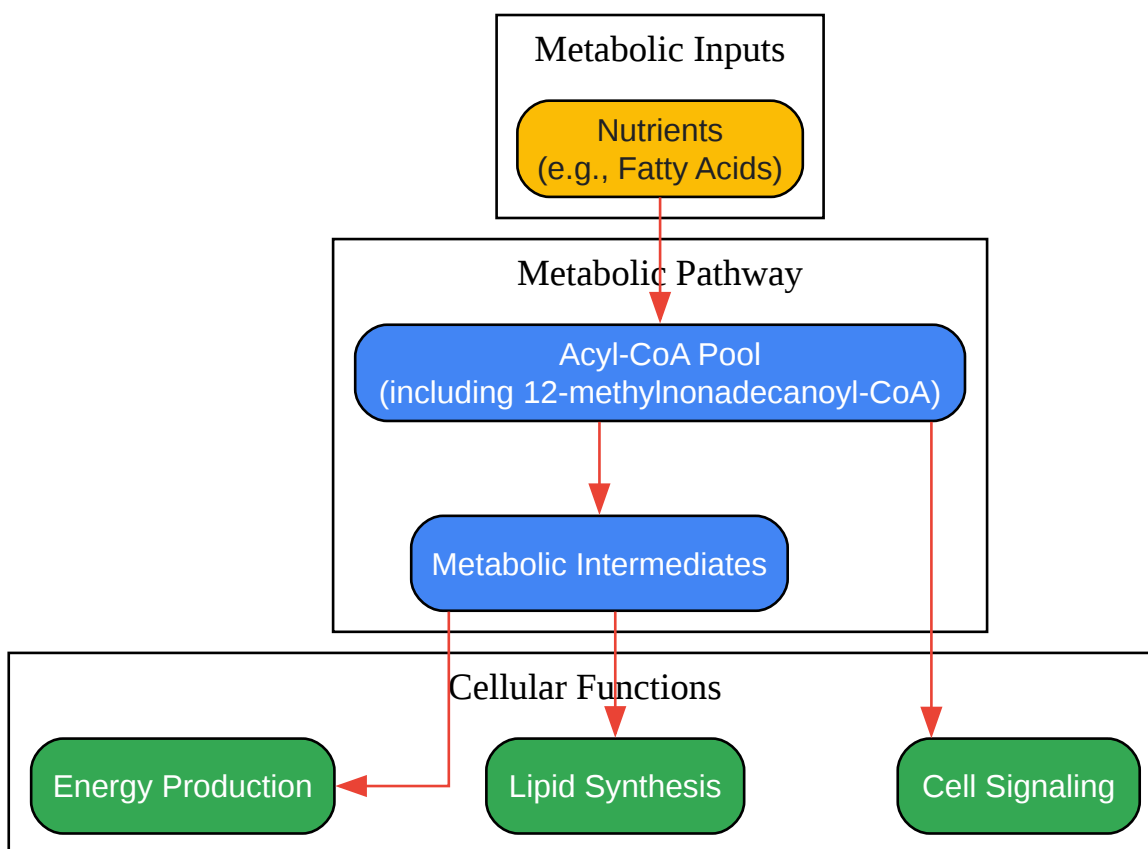 Metabolic Inputs
Nutrients
(e.g., Fatty Acids)
Metabolic Pathway
Acyl-CoA Pool
(including 12-methylnonadecanoyl-CoA)
Metabolic Intermediates
Cellular Functions
Energy Production
Lipid Synthesis
Cell Signaling